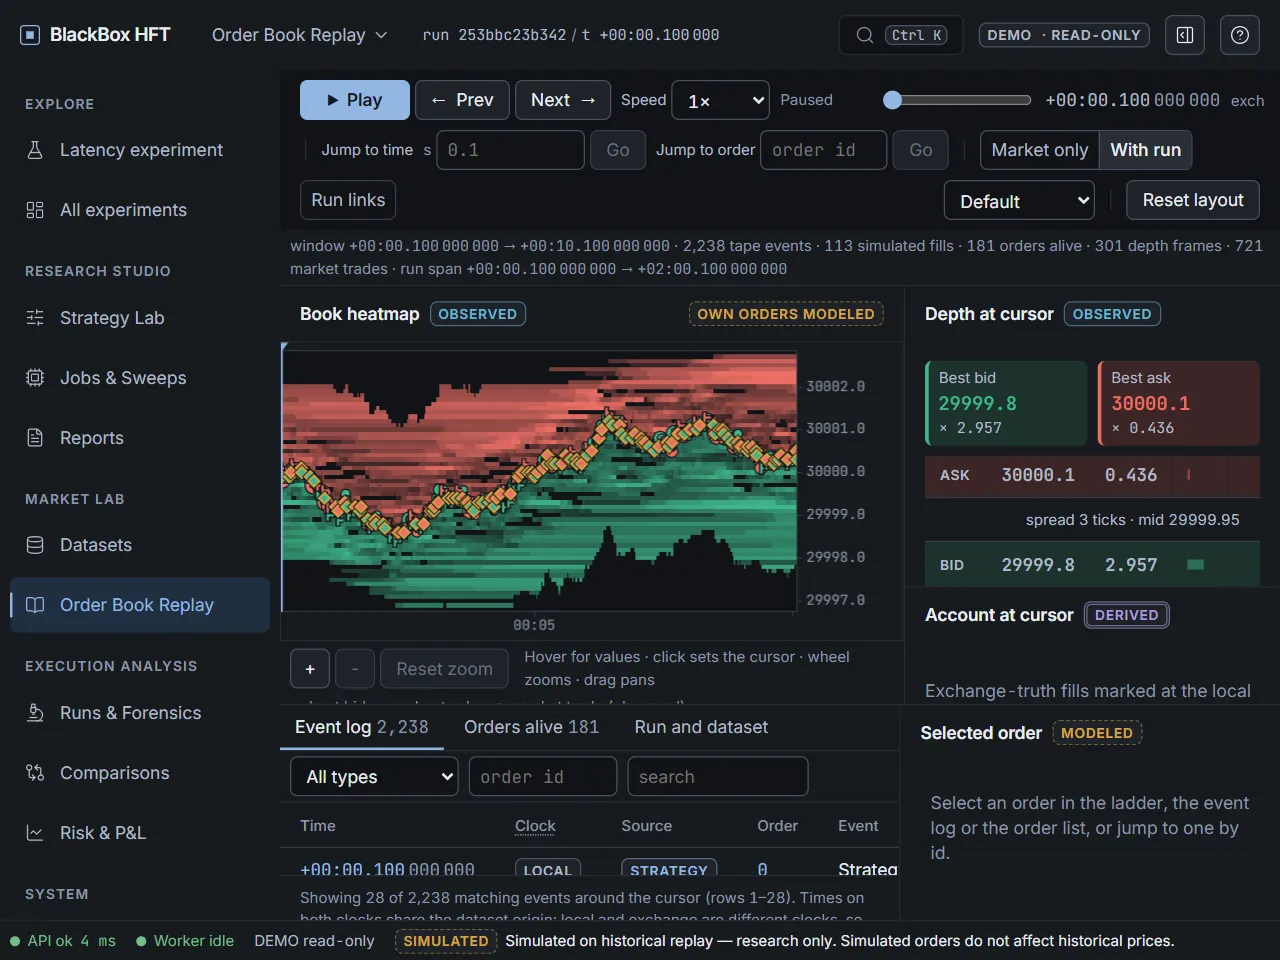 BlackBox HFT
Order Book Replay
run 253bbc23b342 / t +00:00.100 000
Ctrl K
DEMO · READ-ONLY
EXPLORE
Latency experiment
All experiments
RESEARCH STUDIO
Strategy Lab
Jobs & Sweeps
Reports
MARKET LAB
Datasets
Order Book Replay
EXECUTION ANALYSIS
Runs & Forensics
Comparisons
Risk & P&L
SYSTEM
Play
← Prev
Next →
Speed
1×
Paused
+00:00.100 000 000 exch
Jump to time s
0.1
Go
Jump to order
order id
Go
Market only
With run
Run links
Default
Reset layout
window +00:00.100 000 000 → +00:10.100 000 000 · 2,238 tape events · 113 simulated fills · 181 orders alive · 301 depth frames · 721
market trades · run span +00:00.100 000 000 → +02:00.100 000 000
Book heatmap
OBSERVED
OWN ORDERS MODELED
30002.0
30001.0
30000.0
29999.0
29998.0
29997.0
00:05
+
-
Reset zoom
Hover for values · click sets the cursor · wheel
zooms · drag pans
Depth at cursor
OBSERVED
Best bid
29999.8
× 2.957
Best ask
30000.1
× 0.436
ASK 30000.1 0.436
spread 3 ticks · mid 29999.95
BID 29999.8 2.957
Account at cursor
DERIVED
Exchange-truth fills marked at the local
Event log 2,238
Orders alive 181
Run and dataset
All types
order id
search
Time Clock Source Order Event
+00:00.100 000 000 LOCAL STRATEGY 0 Strateg
Showing 28 of 2,238 matching events around the cursor (rows 1–28). Times on
both clocks share the dataset origin; local and exchange are different clocks, so
Selected order
MODELED
Select an order in the ladder, the event
log or the order list, or jump to one by
id.
API ok 4 ms
Worker idle
DEMO read-only
SIMULATED
Simulated on historical replay — research only. Simulated orders do not affect historical prices.